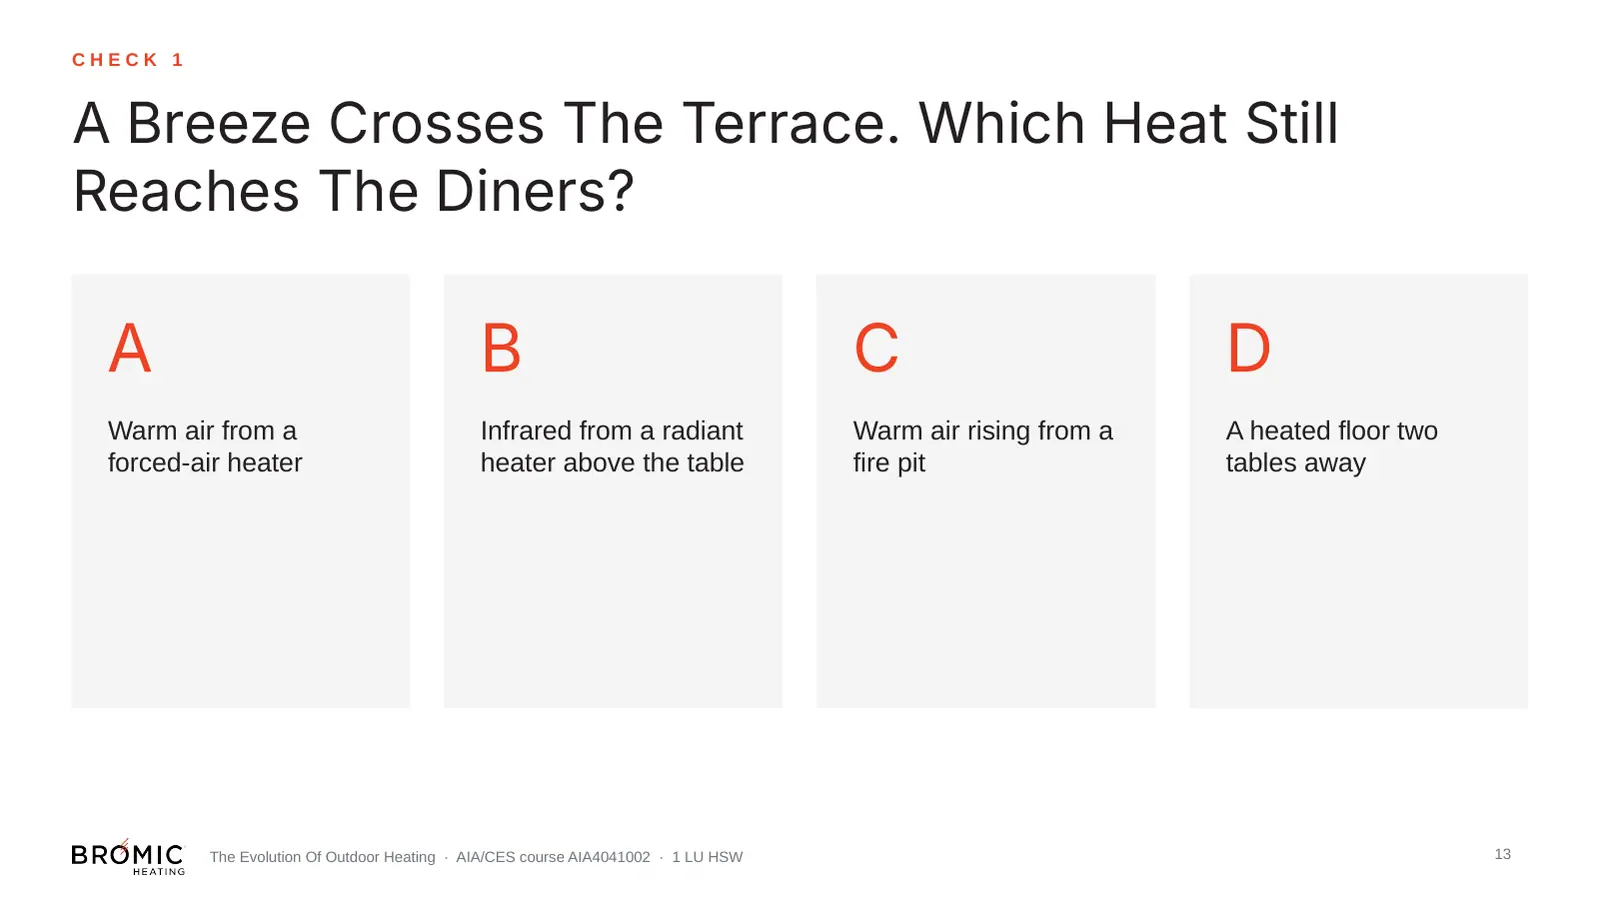 CHECK 1
A Breeze Crosses The Terrace. Which Heat Still
Reaches The Diners?
A
Warm air from a
forced-air heater
B
Infrared from a radiant
heater above the table
C
Warm air rising from a
fire pit
D
A heated floor two
tables away
BROMIC
HEATING
The Evolution Of Outdoor Heating · AIA/CES course AIA4041002 · 1 LU HSW
13